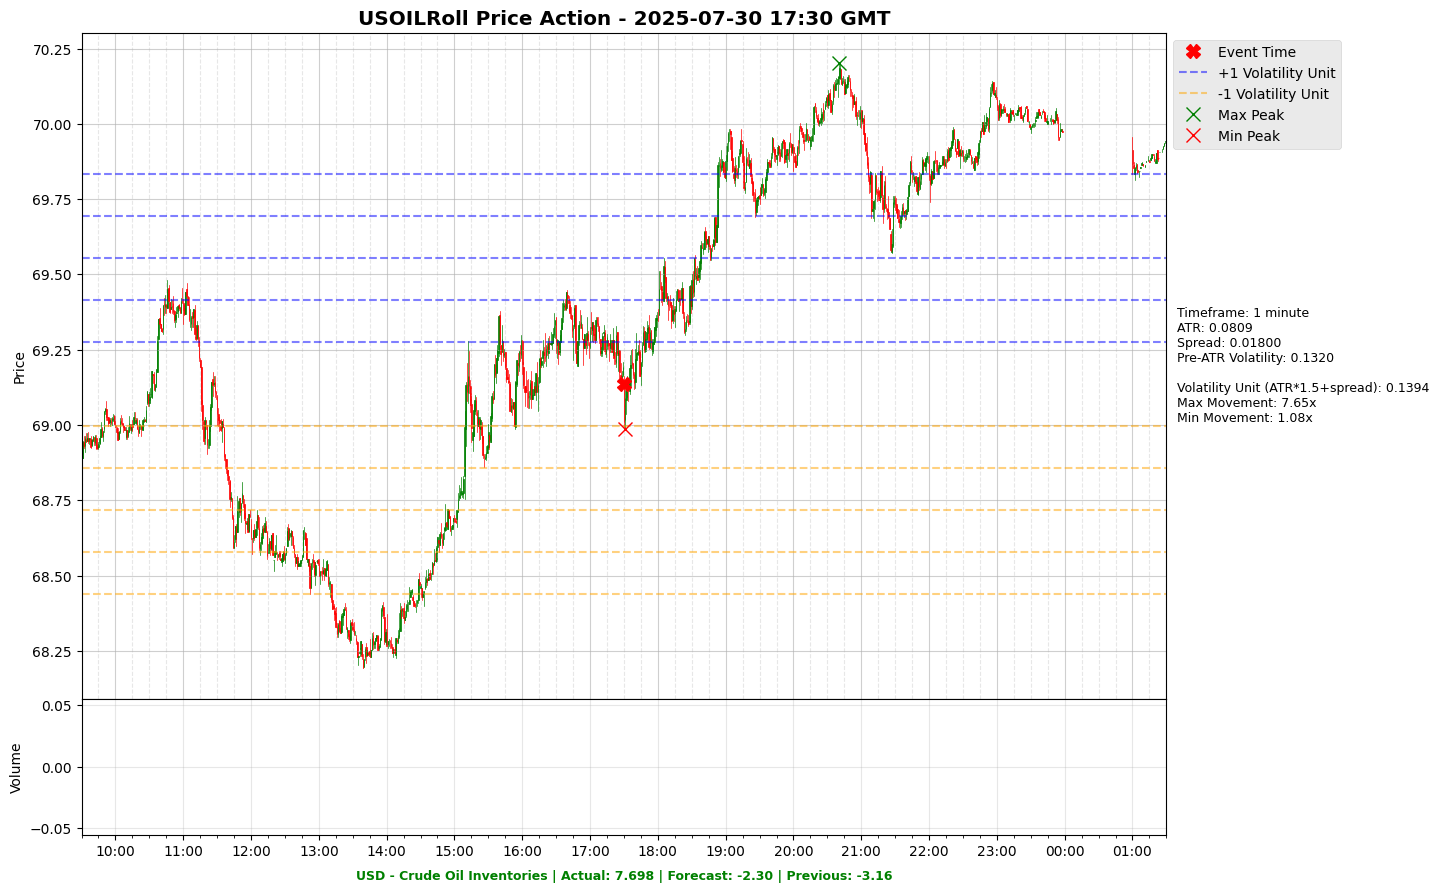 USOILRoll Price Action - 2025-07-30 17:30 GMT
Event Time
+1 Volatility Unit
-1 Volatility Unit
Max Peak
Min Peak
Price
70.25
70.00
69.75
69.50
69.25
69.00
68.75
68.50
68.25
Timeframe: 1 minute
ATR: 0.0809
Spread: 0.01800
Pre-ATR Volatility: 0.1320
Volatility Unit (ATR*1.5+spread): 0.1394
Max Movement: 7.65x
Min Movement: 1.08x
Volume
0.05
0.00
−0.05
10:00 11:00 12:00 13:00 14:00 15:00 16:00 17:00 18:00 19:00 20:00 21:00 22:00 23:00 00:00 01:00
USD - Crude Oil Inventories | Actual: 7.698 | Forecast: -2.30 | Previous: -3.16